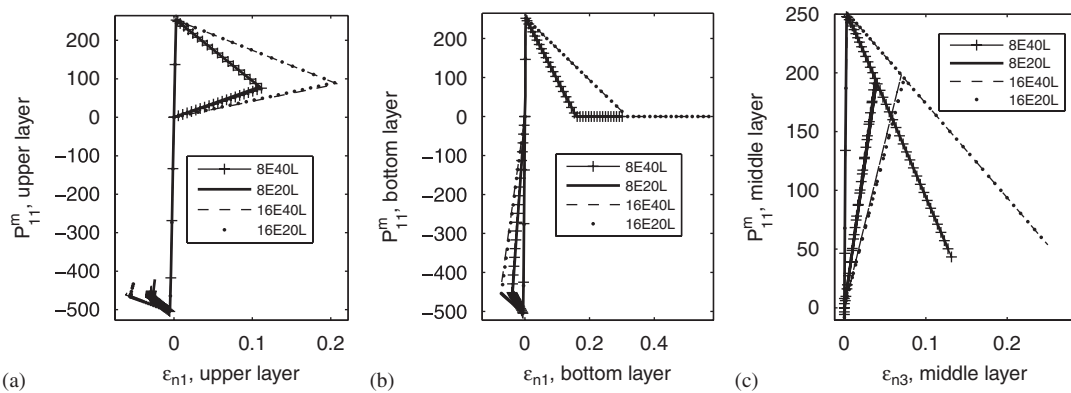 P^m_11, upper layer
200
100
0
−100
−200
−300
−400
−500
8E40L
8E20L
16E40L
16E20L
0
0.1
0.2
(a)
ε_n1, upper layer
P^m_11, bottom layer
200
100
0
−100
−200
−300
−400
−500
8E40L
8E20L
16E40L
16E20L
0
0.2
0.4
(b)
ε_n1, bottom layer
P^m_11, middle layer
250
200
150
100
50
0
8E40L
8E20L
16E40L
16E20L
0
0.1
0.2
(c)
ε_n3, middle layer